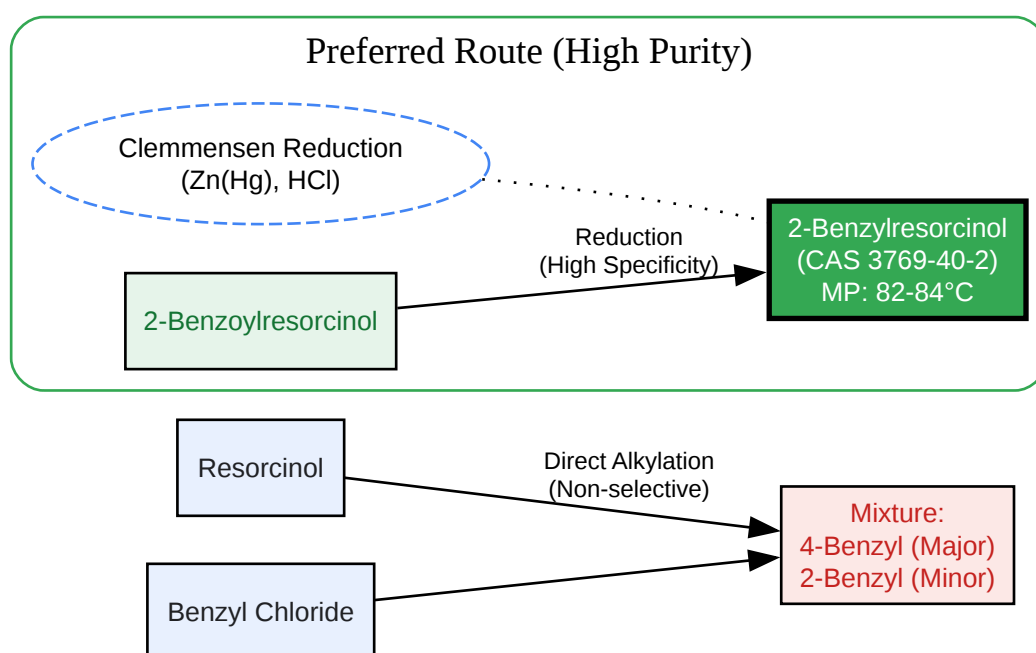 Preferred Route (High Purity)
Clemmensen Reduction
(Zn(Hg), HCl)
Reduction
(High Specificity)
2-Benzylresorcinol
(CAS 3769-40-2)
MP: 82-84°C
2-Benzoylresorcinol
Resorcinol
Direct Alkylation
(Non-selective)
Mixture:
4-Benzyl (Major)
2-Benzyl (Minor)
Benzyl Chloride